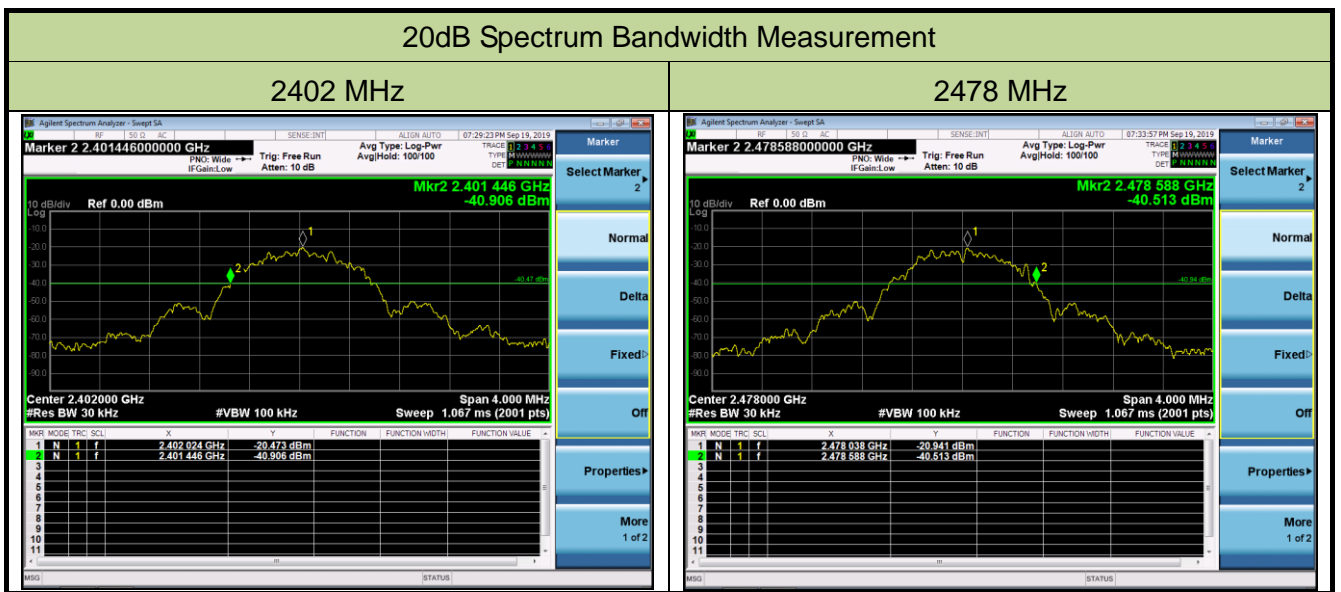 20dB Spectrum Bandwidth Measurement
2402 MHz
2478 MHz
Agilent Spectrum Analyzer - Swept SA
RF 50 Ω AC SENSE:INT ALIGN AUTO 07:29:23 PM Sep 19, 2019
Marker 2 2.401446000000 GHz
PNO: Wide
IFGain:Low
Trig: Free Run
Atten: 10 dB
Avg Type: Log-Pwr
Avg|Hold: 100/100
TRACE 1 2 3 4 5 6
TYPE M WWWWW
DET P N N N N N
Mkr2 2.401 446 GHz
-40.906 dBm
10 dB/div Ref 0.00 dBm
Log
-10.0
-20.0
-30.0
-40.0
-50.0
-60.0
-70.0
-80.0
-90.0
1
2
-40.47 dBm
Center 2.402000 GHz Span 4.000 MHz
#Res BW 30 kHz #VBW 100 kHz Sweep 1.067 ms (2001 pts)
MKR MODE TRC SCL X Y FUNCTION FUNCTION WIDTH FUNCTION VALUE
1 N 1 f 2.402 024 GHz -20.473 dBm
2 N 1 f 2.401 446 GHz -40.906 dBm
3
4
5
6
7
8
9
10
11
MSG STATUS
Marker
Select Marker
2
Normal
Delta
Fixed
Off
Properties
More
1 of 2
Agilent Spectrum Analyzer - Swept SA
RF 50 Ω AC SENSE:INT ALIGN AUTO 07:33:57 PM Sep 19, 2019
Marker 2 2.478588000000 GHz
PNO: Wide
IFGain:Low
Trig: Free Run
Atten: 10 dB
Avg Type: Log-Pwr
Avg|Hold: 100/100
TRACE 1 2 3 4 5 6
TYPE M WWWWW
DET P N N N N N
Mkr2 2.478 588 GHz
-40.513 dBm
10 dB/div Ref 0.00 dBm
Log
-10.0
-20.0
-30.0
-40.0
-50.0
-60.0
-70.0
-80.0
-90.0
1
2
-40.94 dBm
Center 2.478000 GHz Span 4.000 MHz
#Res BW 30 kHz #VBW 100 kHz Sweep 1.067 ms (2001 pts)
MKR MODE TRC SCL X Y FUNCTION FUNCTION WIDTH FUNCTION VALUE
1 N 1 f 2.478 038 GHz -20.941 dBm
2 N 1 f 2.478 588 GHz -40.513 dBm
3
4
5
6
7
8
9
10
11
MSG STATUS
Marker
Select Marker
2
Normal
Delta
Fixed
Off
Properties
More
1 of 2